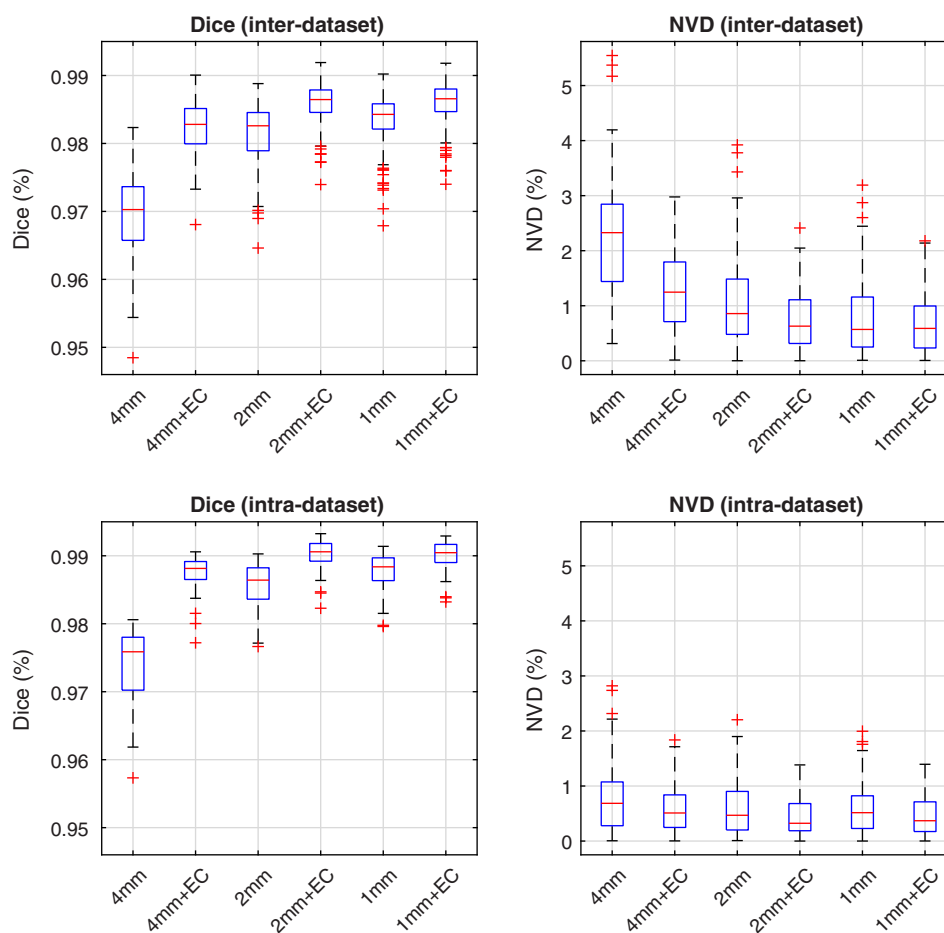 Dice (inter-dataset)
Dice (%)
0.99
0.98
0.97
0.96
0.95
4mm
4mm+EC
2mm
2mm+EC
1mm
1mm+EC
NVD (inter-dataset)
NVD (%)
5
4
3
2
1
0
4mm
4mm+EC
2mm
2mm+EC
1mm
1mm+EC
Dice (intra-dataset)
Dice (%)
0.99
0.98
0.97
0.96
0.95
4mm
4mm+EC
2mm
2mm+EC
1mm
1mm+EC
NVD (intra-dataset)
NVD (%)
5
4
3
2
1
0
4mm
4mm+EC
2mm
2mm+EC
1mm
1mm+EC